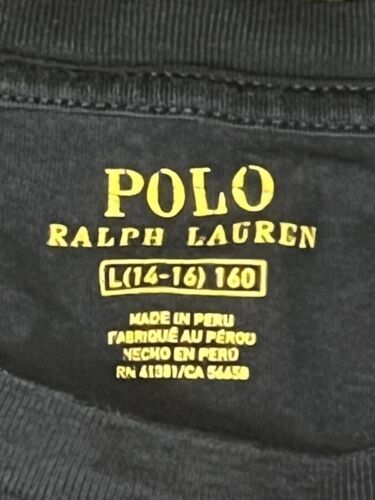 POLO
RALPH LAUREN
L(14-16) 160
MADE IN PERU
FABRIQUÉ AU PÉROU
HECHO EN PERÚ
RN 41381/CA 56658